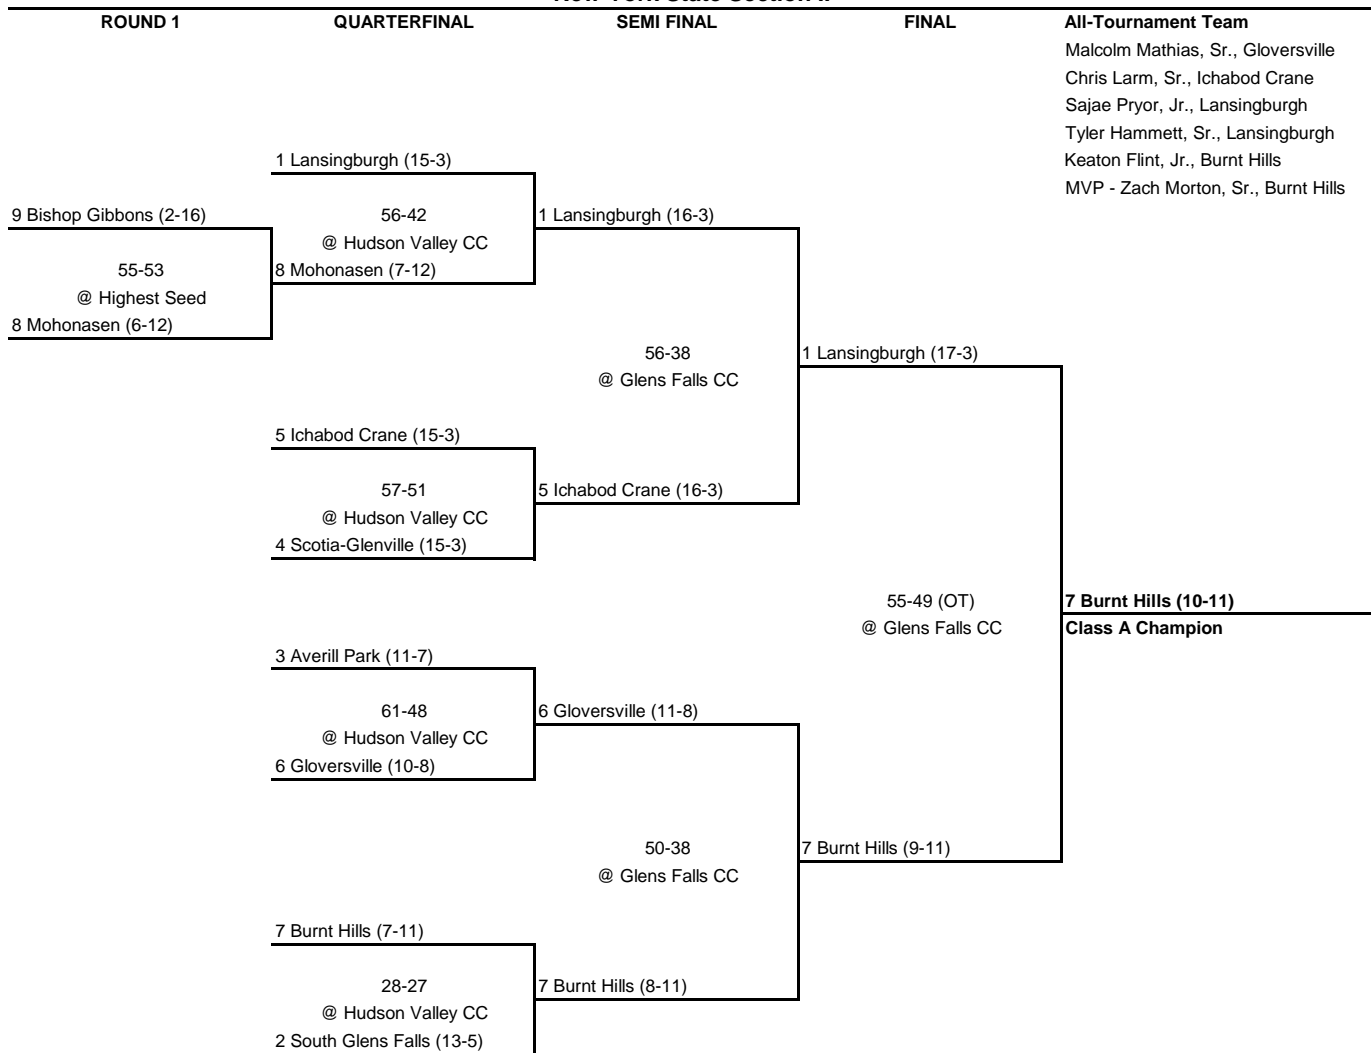 ROUND 1 QUARTERFINAL SEMI FINAL FINAL All-Tournament Team
Malcolm Mathias, Sr., Gloversville
Chris Larm, Sr., Ichabod Crane
Sajae Pryor, Jr., Lansingburgh
Tyler Hammett, Sr., Lansingburgh
1 Lansingburgh (15-3) Keaton Flint, Jr., Burnt Hills
MVP - Zach Morton, Sr., Burnt Hills
9 Bishop Gibbons (2-16) 56-42 1 Lansingburgh (16-3)
@ Hudson Valley CC
55-53 8 Mohonasen (7-12)
@ Highest Seed
8 Mohonasen (6-12)
56-38 1 Lansingburgh (17-3)
@ Glens Falls CC
5 Ichabod Crane (15-3)
57-51 5 Ichabod Crane (16-3)
@ Hudson Valley CC
4 Scotia-Glenville (15-3)
55-49 (OT) 7 Burnt Hills (10-11)
@ Glens Falls CC Class A Champion
3 Averill Park (11-7)
61-48 6 Gloversville (11-8)
@ Hudson Valley CC
6 Gloversville (10-8)
50-38 7 Burnt Hills (9-11)
@ Glens Falls CC
7 Burnt Hills (7-11)
28-27 7 Burnt Hills (8-11)
@ Hudson Valley CC
2 South Glens Falls (13-5)